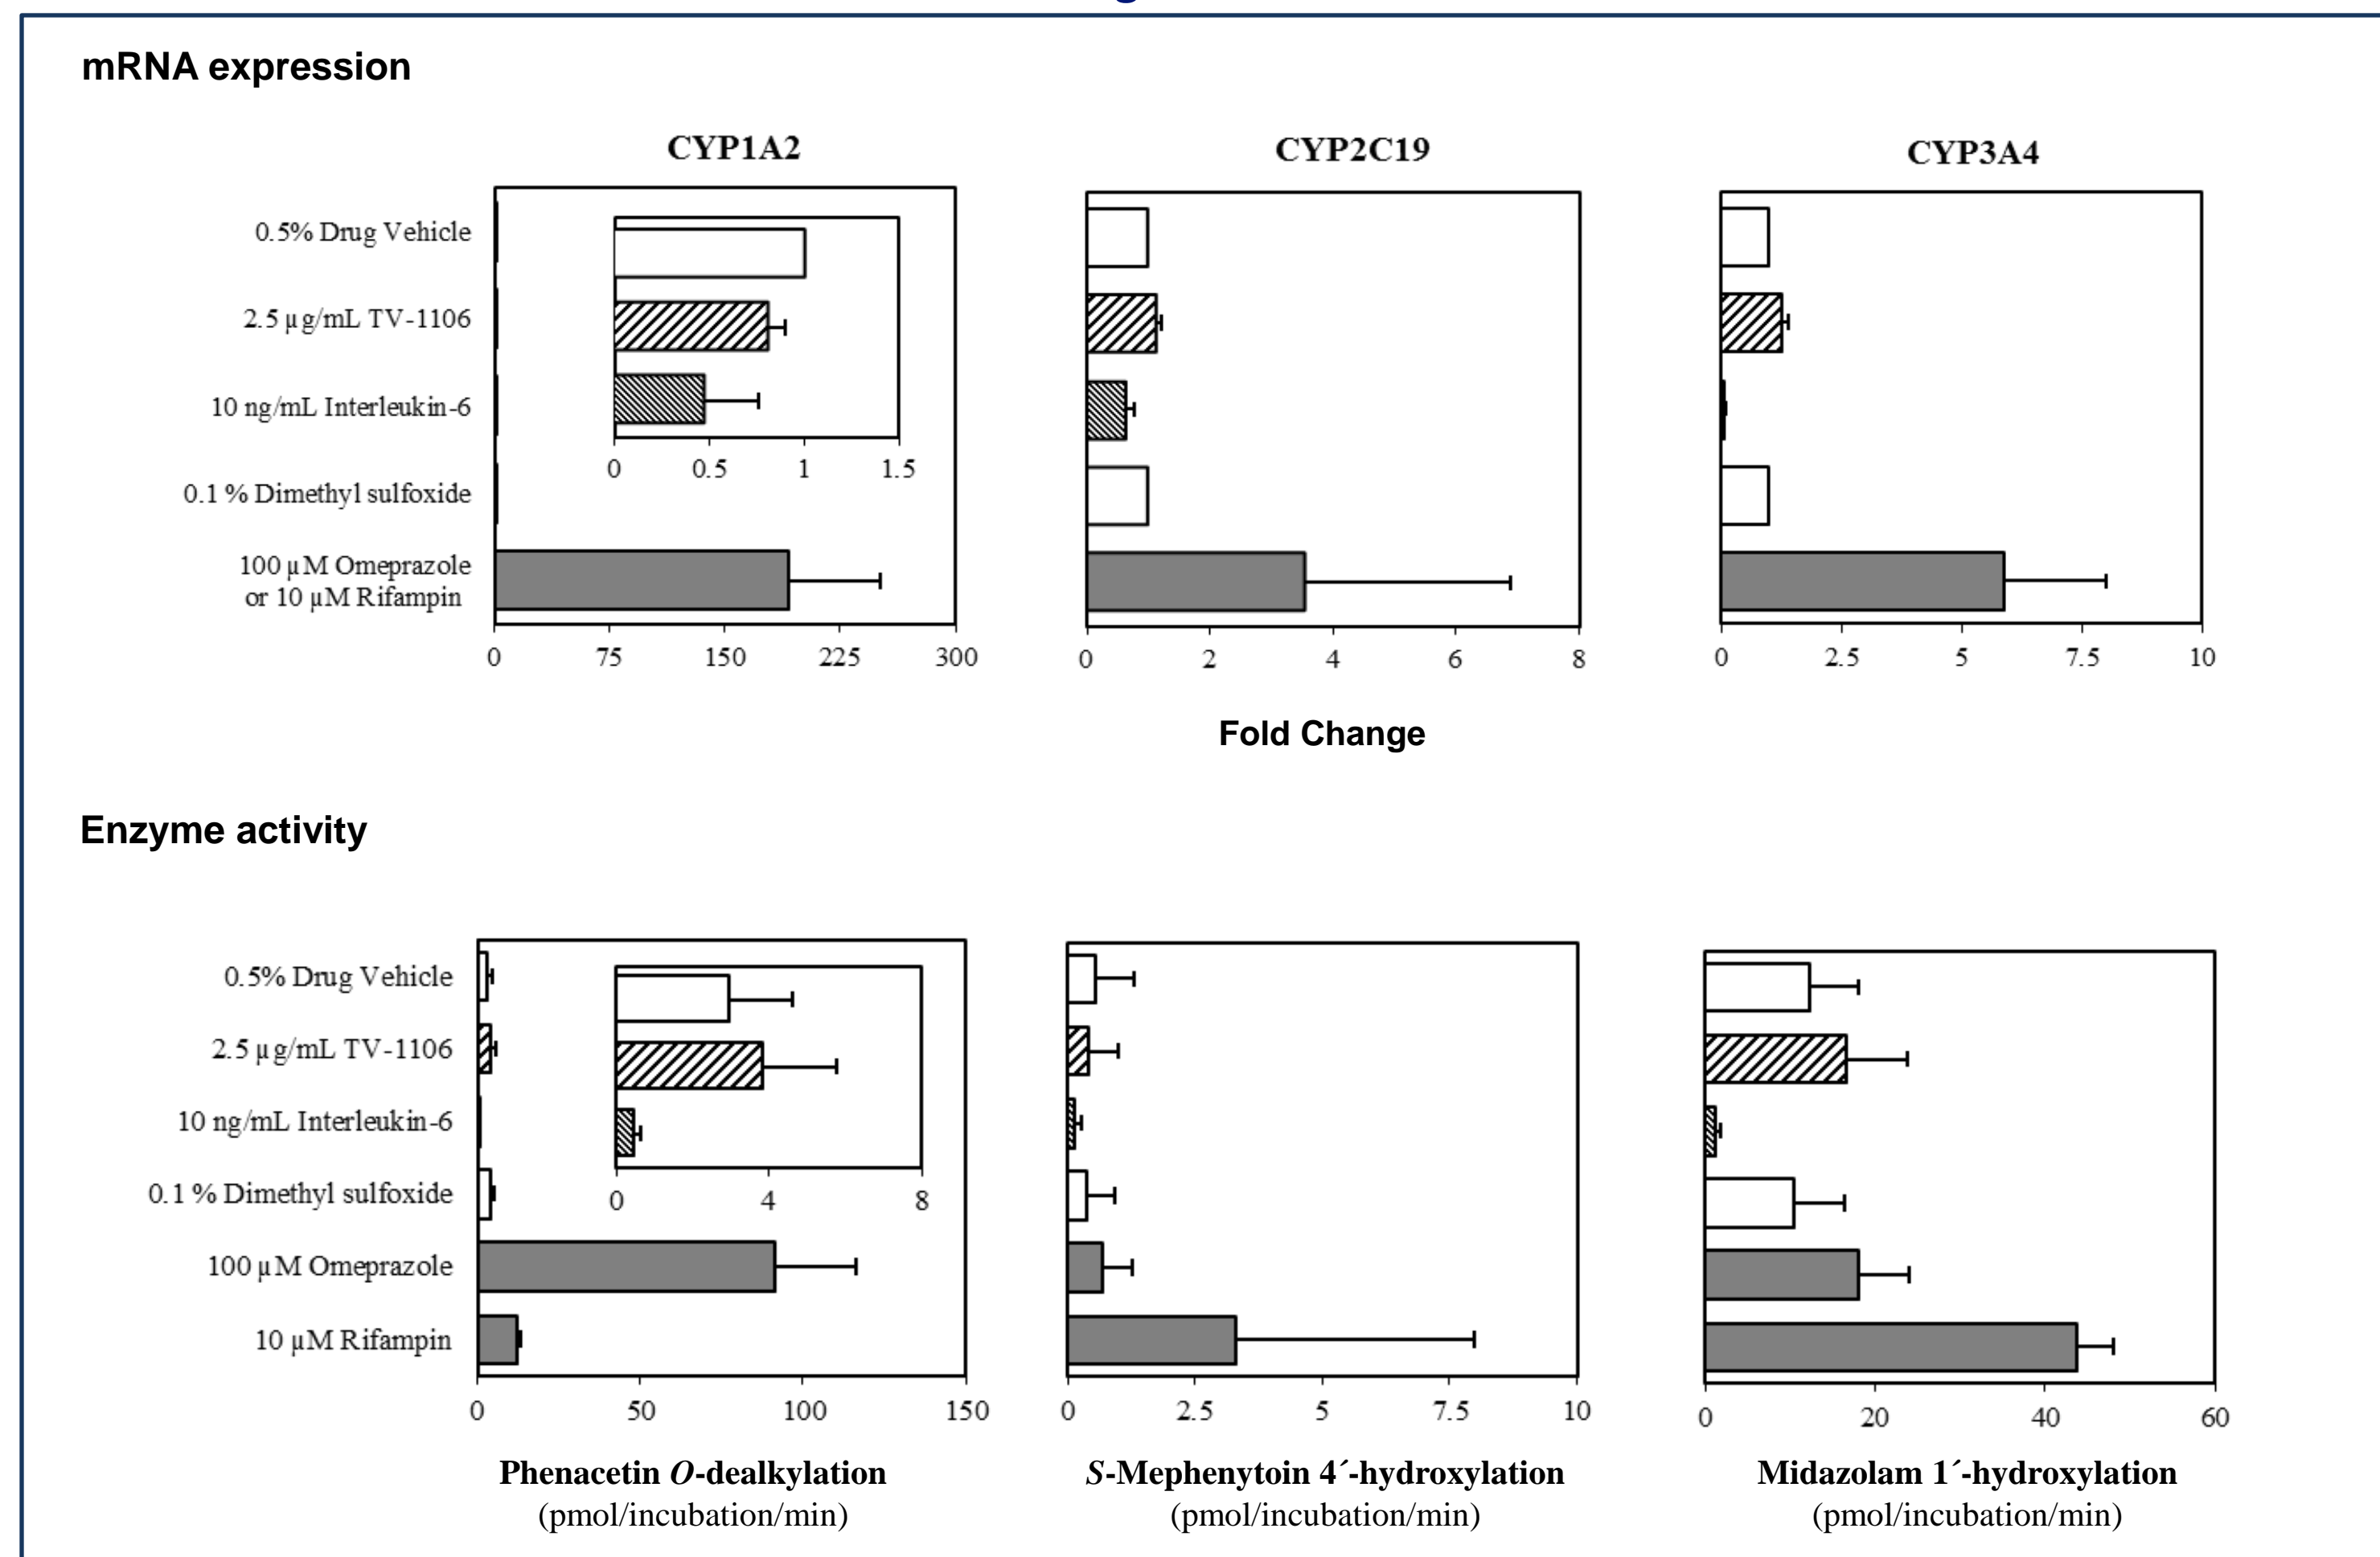 mRNA expression
CYP1A2
CYP2C19
CYP3A4
0.5% Drug Vehicle
2.5 µg/mL TV-1106
10 ng/mL Interleukin-6
0.1 % Dimethyl sulfoxide
100 µM Omeprazole
or 10 µM Rifampin
0 0.5 1 1.5
0 75 150 225 300
0 2 4 6 8
0 2.5 5 7.5 10
Fold Change
Enzyme activity
0.5% Drug Vehicle
2.5 µg/mL TV-1106
10 ng/mL Interleukin-6
0.1 % Dimethyl sulfoxide
100 µM Omeprazole
10 µM Rifampin
0 4 8
0 50 100 150
0 2.5 5 7.5 10
0 20 40 60
Phenacetin O-dealkylation
(pmol/incubation/min)
S-Mephenytoin 4´-hydroxylation
(pmol/incubation/min)
Midazolam 1´-hydroxylation
(pmol/incubation/min)